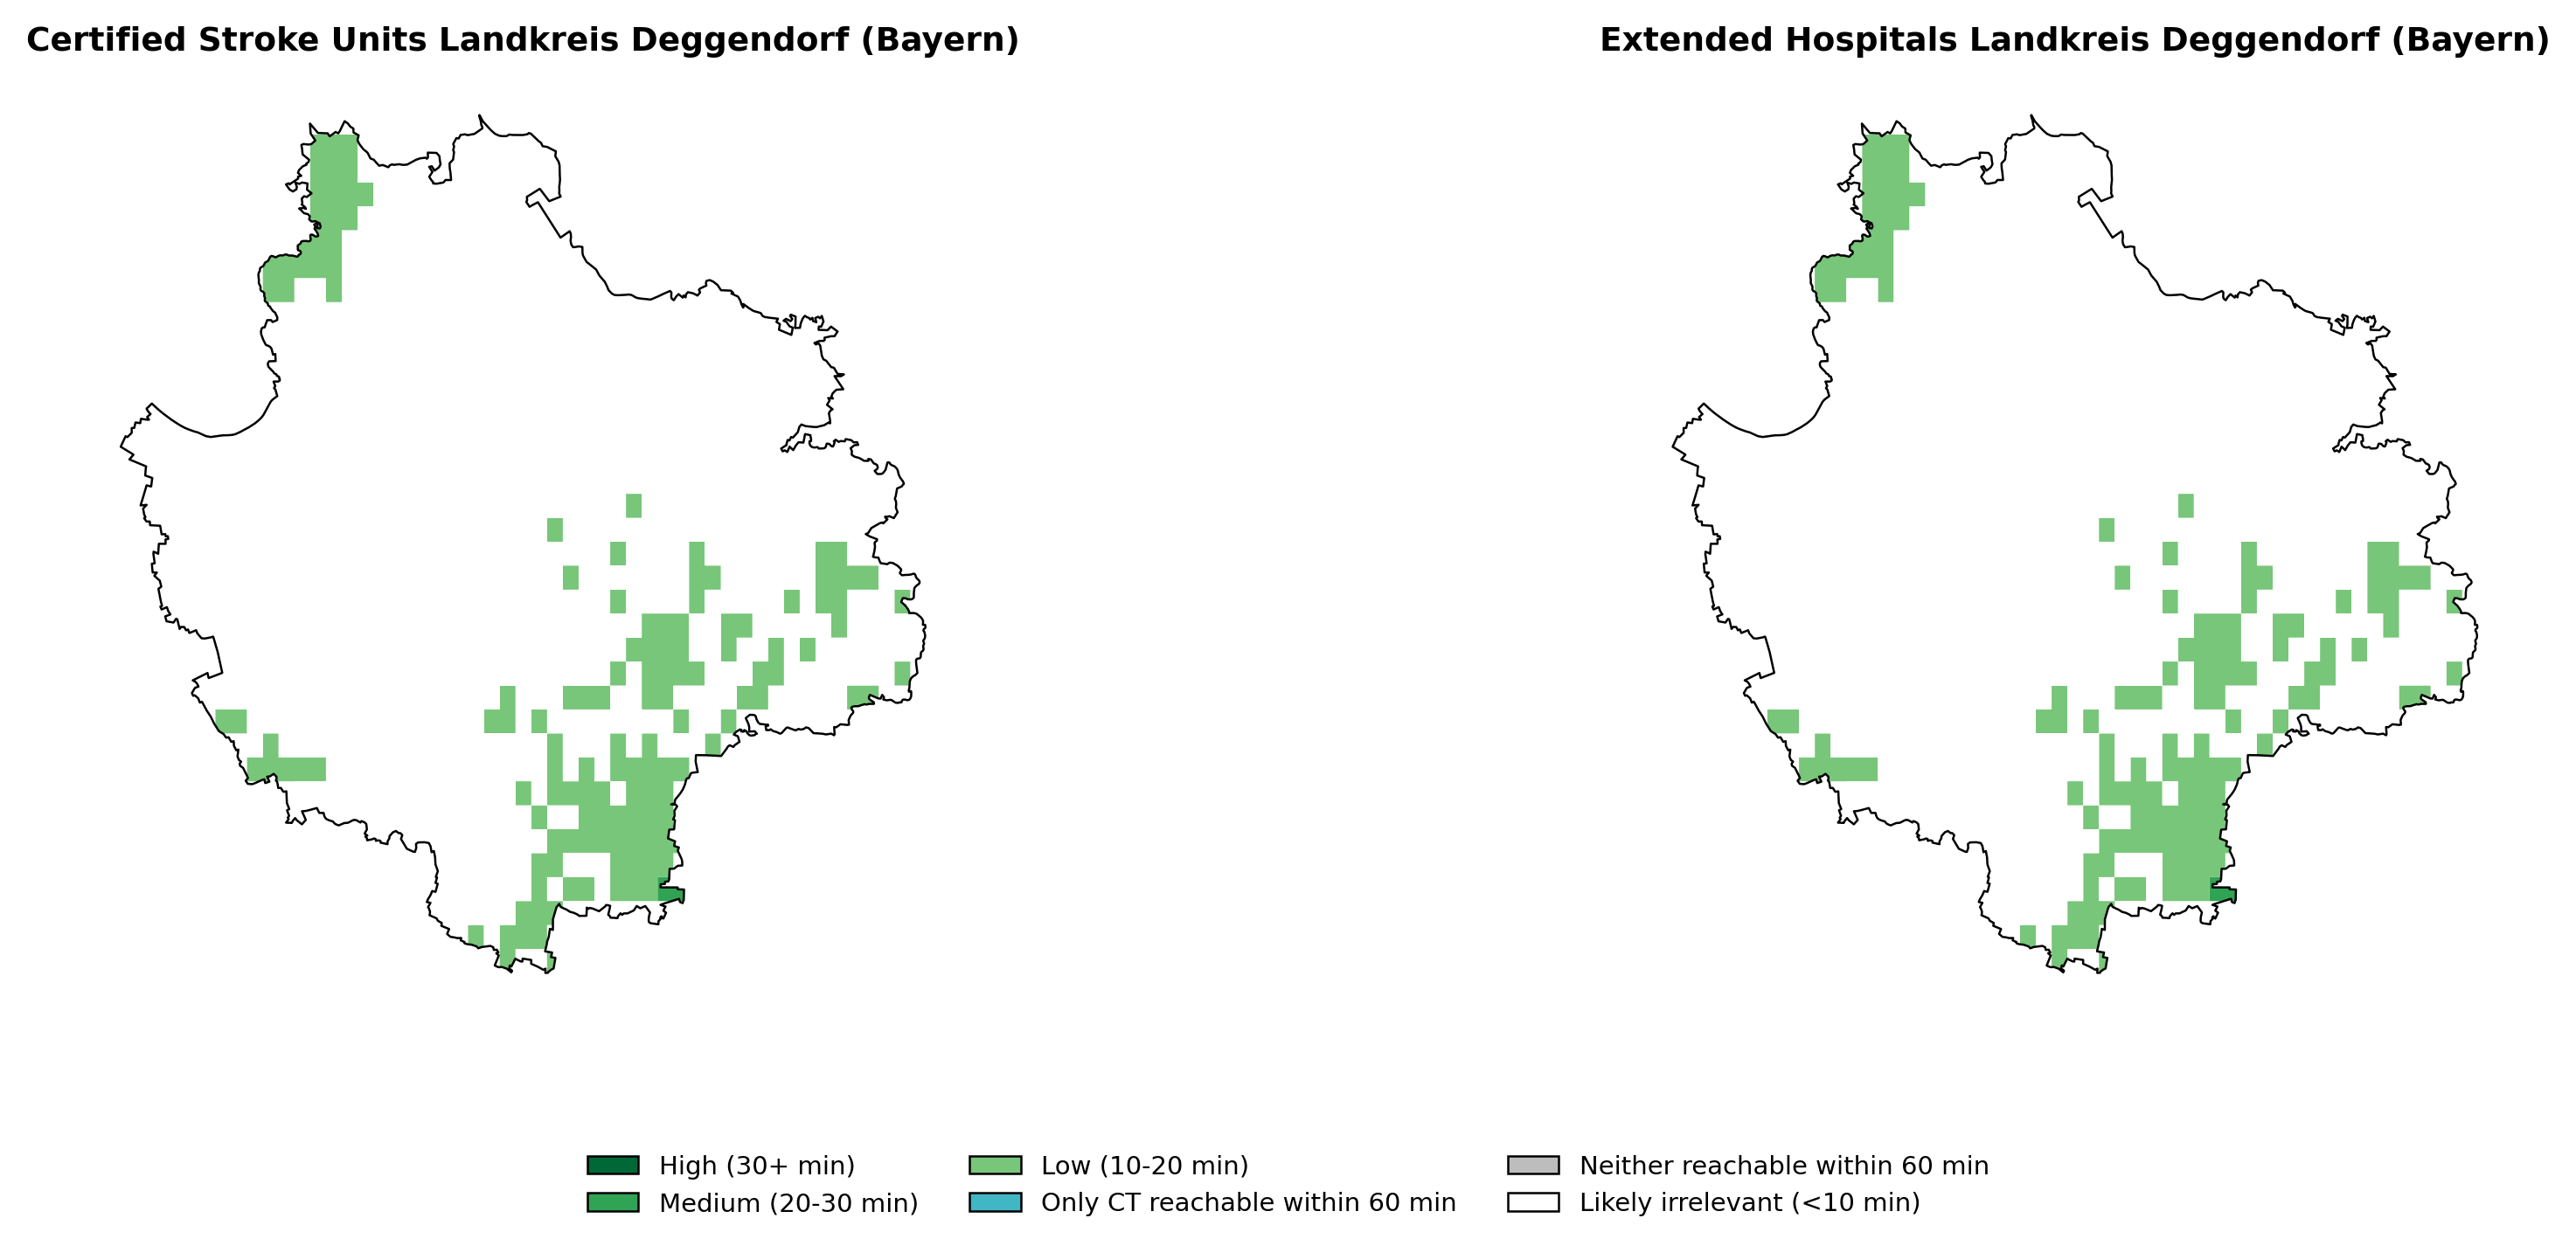 Certified Stroke Units Landkreis Deggendorf (Bayern)
Extended Hospitals Landkreis Deggendorf (Bayern)
High (30+ min)
Medium (20-30 min)
Low (10-20 min)
Only CT reachable within 60 min
Neither reachable within 60 min
Likely irrelevant (<10 min)